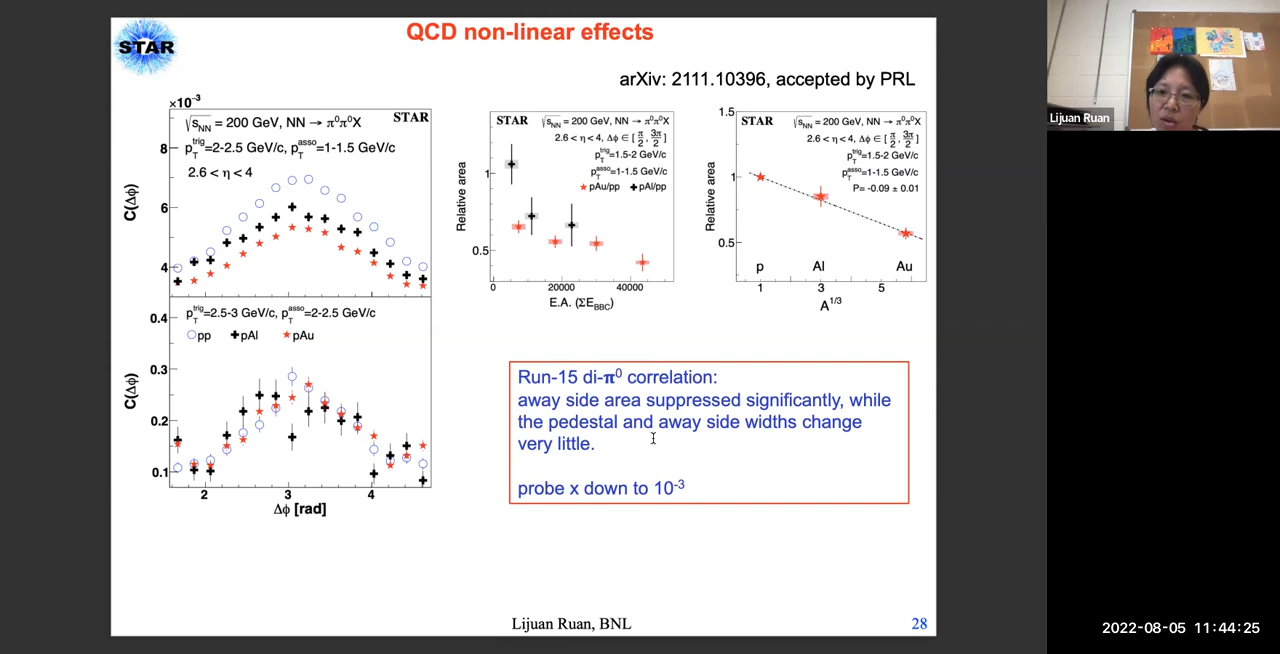 QCD non-linear effects
STAR
arXiv: 2111.10396, accepted by PRL
×10⁻³
√sNN = 200 GeV, NN → π⁰π⁰X
STAR
pT^trig=2-2.5 GeV/c, pT^asso=1-1.5 GeV/c
2.6 < η < 4
C(Δφ)
8
6
4
pT^trig=2.5-3 GeV/c, pT^asso=2-2.5 GeV/c
pp
pAl
pAu
C(Δφ)
0.4
0.3
0.2
0.1
2
3
4
Δφ [rad]
STAR
√sNN = 200 GeV, NN → π⁰π⁰X
2.6 < η < 4, Δφ ∈ [π/2, 3π/2]
pT^trig=1.5-2 GeV/c
pT^asso=1-1.5 GeV/c
pAu/pp
pAl/pp
Relative area
1
0.5
0
20000
40000
E.A. (ΣE_BBC)
STAR
√sNN = 200 GeV, NN → π⁰π⁰X
2.6 < η < 4, Δφ ∈ [π/2, 3π/2]
pT^trig=1.5-2 GeV/c
pT^asso=1-1.5 GeV/c
P= -0.09 ± 0.01
Relative area
1.5
1
0.5
p
Al
Au
1
3
5
A^1/3
Run-15 di-π⁰ correlation:
away side area suppressed significantly, while
the pedestal and away side widths change
very little.
probe x down to 10⁻³
Lijuan Ruan, BNL
28
Lijuan Ruan
2022-08-05 11:44:25